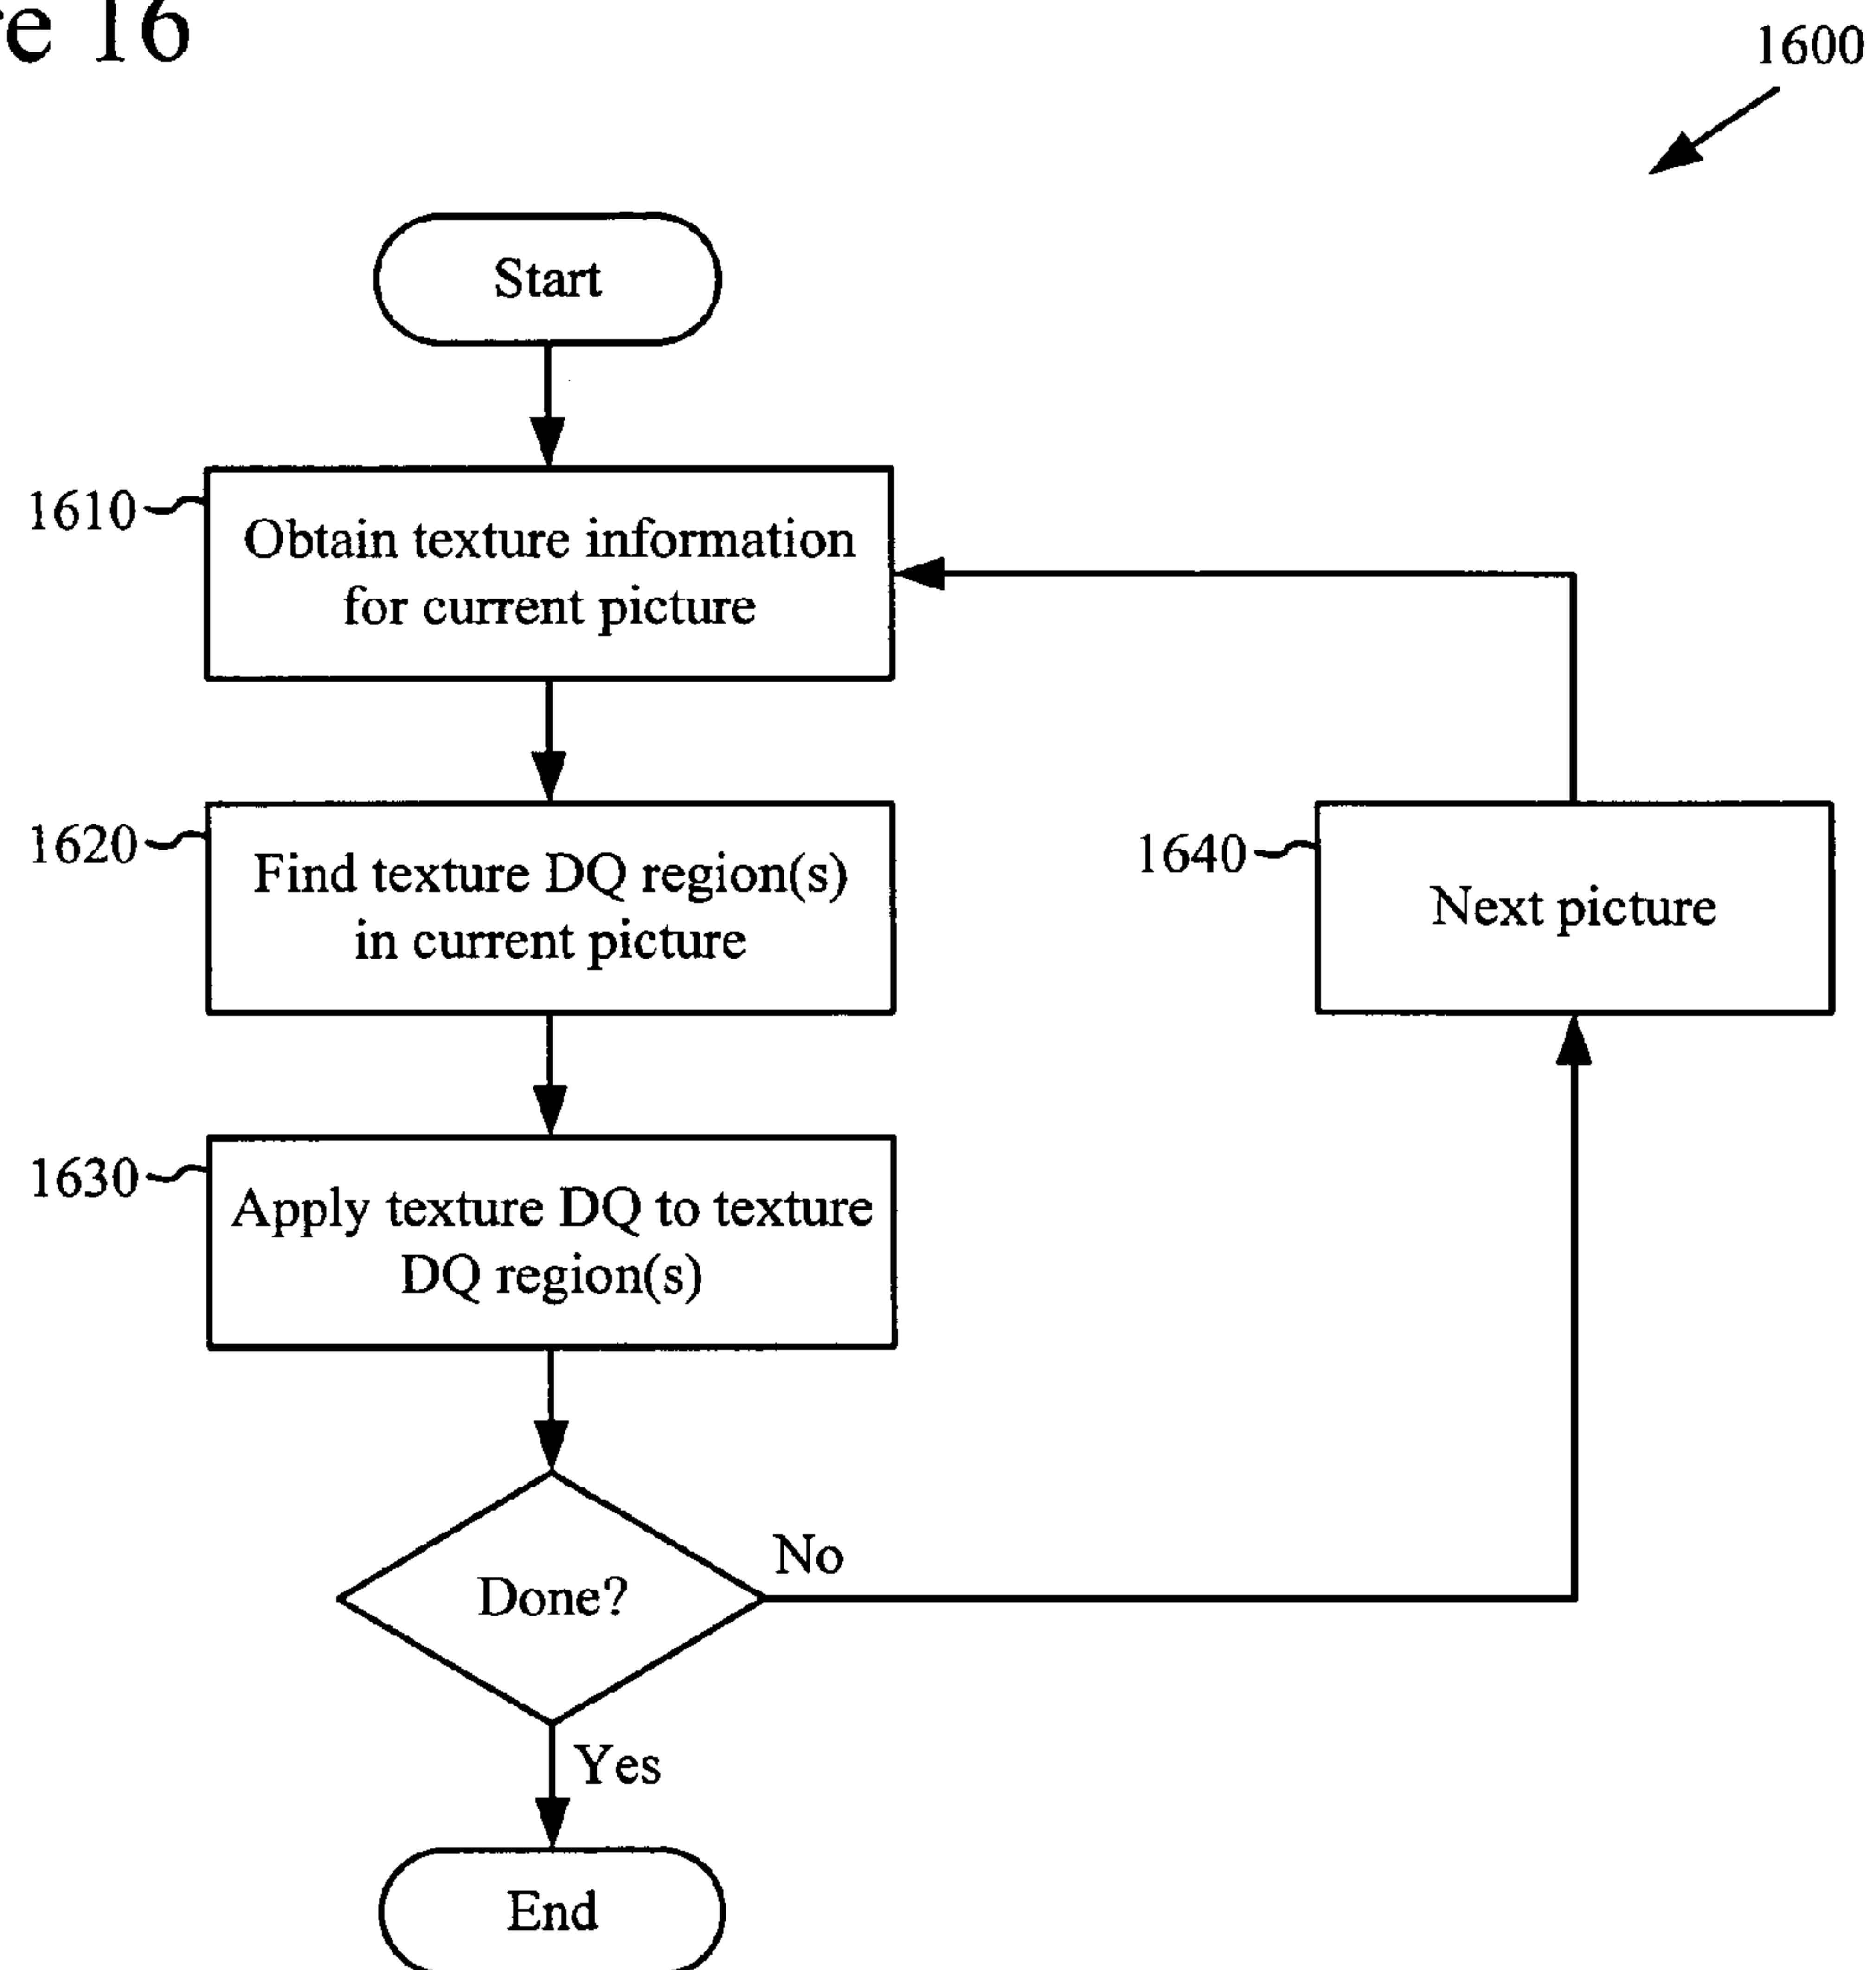 16
1600
Start
1610
Obtain texture information
for current picture
1620
Find texture DQ region(s)
in current picture
1640
Next picture
1630
Apply texture DQ to texture
DQ region(s)
No
Done?
Yes
End